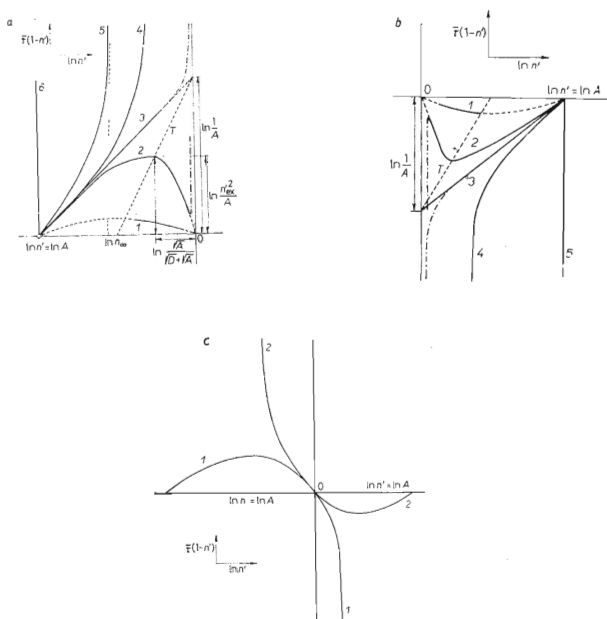 a
τ̅(1-n')
ln n'
5
4
6
3
T
2
1
ln 1/A
ln n'²ex/A
ln n'=ln A
ln n∞
0
ln √A/√D+√A
b
τ̅(1-n')
ln n'
0
ln n'=ln A
1
2
T
3
ln 1/A
4
5
c
2
1
0
ln n'=ln A
ln n=ln A
2
τ̅(1-n')
ln n'
1